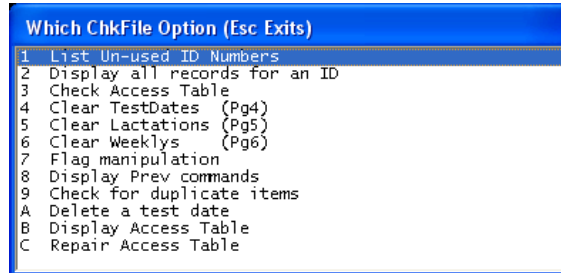 Which ChkFile Option (Esc Exits)
1 List Un-used ID Numbers
2 Display all records for an ID
3 Check Access Table
4 Clear TestDates (Pg4)
5 Clear Lactations (Pg5)
6 Clear Weeklys (Pg6)
7 Flag manipulation
8 Display Prev commands
9 Check for duplicate items
A Delete a test date
B Display Access Table
C Repair Access Table